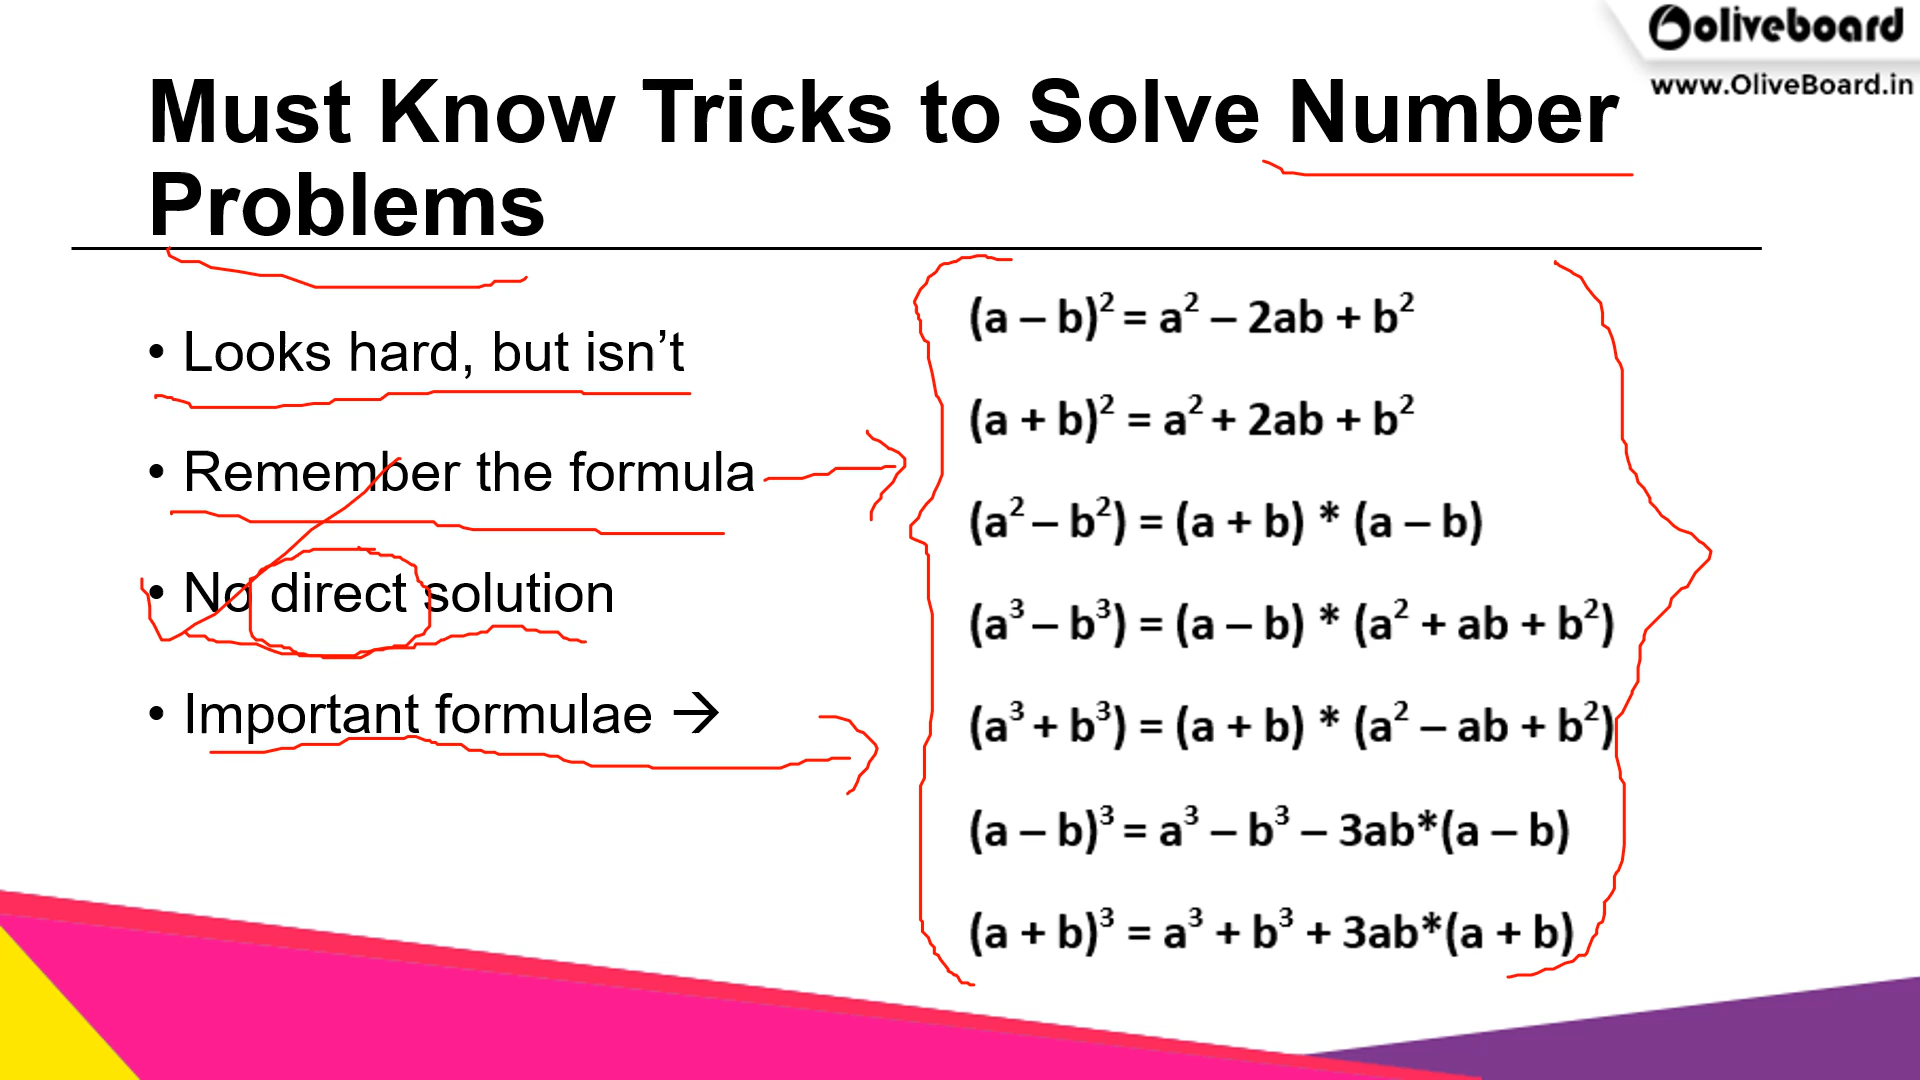 oliveboard
www.OliveBoard.in
Must Know Tricks to Solve Number
Problems
• Looks hard, but isn’t
• Remember the formula
• No direct solution
• Important formulae →
(a – b)² = a² – 2ab + b²
(a + b)² = a² + 2ab + b²
(a² – b²) = (a + b) * (a – b)
(a³ – b³) = (a – b) * (a² + ab + b²)
(a³ + b³) = (a + b) * (a² – ab + b²)
(a – b)³ = a³ – b³ – 3ab*(a – b)
(a + b)³ = a³ + b³ + 3ab*(a + b)